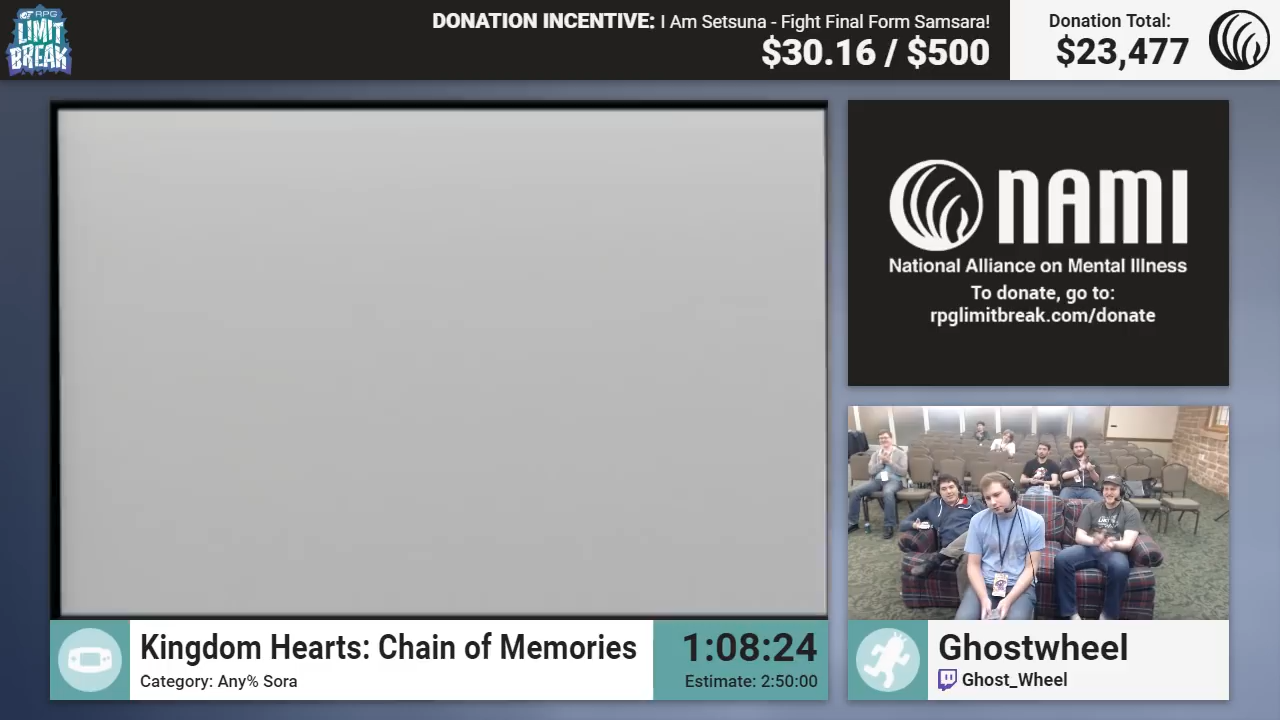 RPG
LIMIT
BREAK
DONATION INCENTIVE: I Am Setsuna - Fight Final Form Samsara!
$30.16 / $500
Donation Total:
$23,477
NAMI
National Alliance on Mental Illness
To donate, go to:
rpglimitbreak.com/donate
Kingdom Hearts: Chain of Memories
Category: Any% Sora
1:08:24
Estimate: 2:50:00
Ghostwheel
Ghost_Wheel